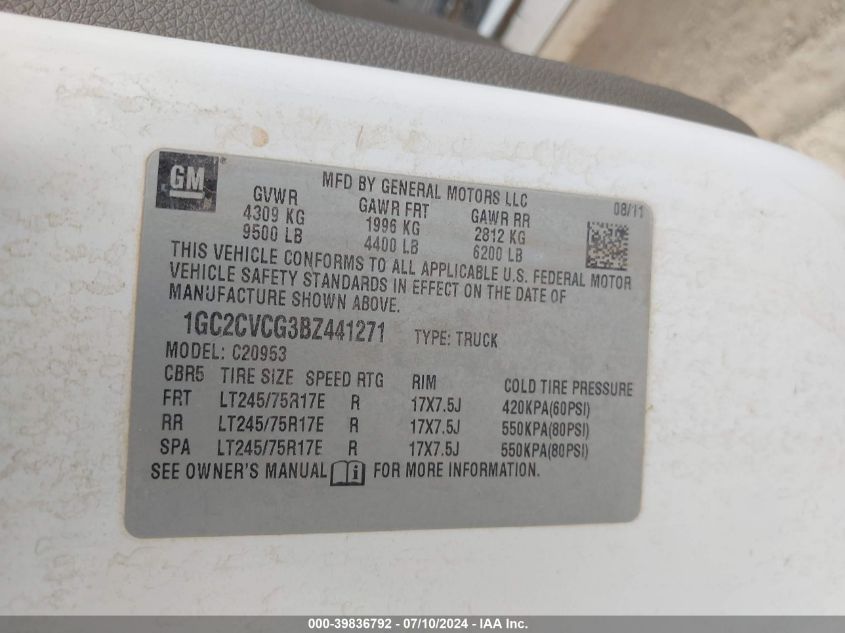 GM
MFD BY GENERAL MOTORS LLC
08/11
GVWR GAWR FRT GAWR RR
4309 KG 1996 KG 2812 KG
9500 LB 4400 LB 6200 LB
THIS VEHICLE CONFORMS TO ALL APPLICABLE U.S. FEDERAL MOTOR
VEHICLE SAFETY STANDARDS IN EFFECT ON THE DATE OF
MANUFACTURE SHOWN ABOVE.
1GC2CVCG3BZ441271 TYPE: TRUCK
MODEL: C20953
CBR5 TIRE SIZE SPEED RTG RIM COLD TIRE PRESSURE
FRT LT245/75R17E R 17X7.5J 420KPA(60PSI)
RR LT245/75R17E R 17X7.5J 550KPA(80PSI)
SPA LT245/75R17E R 17X7.5J 550KPA(80PSI)
SEE OWNER'S MANUAL FOR MORE INFORMATION.
000-39836792 - 07/10/2024 - IAA Inc.